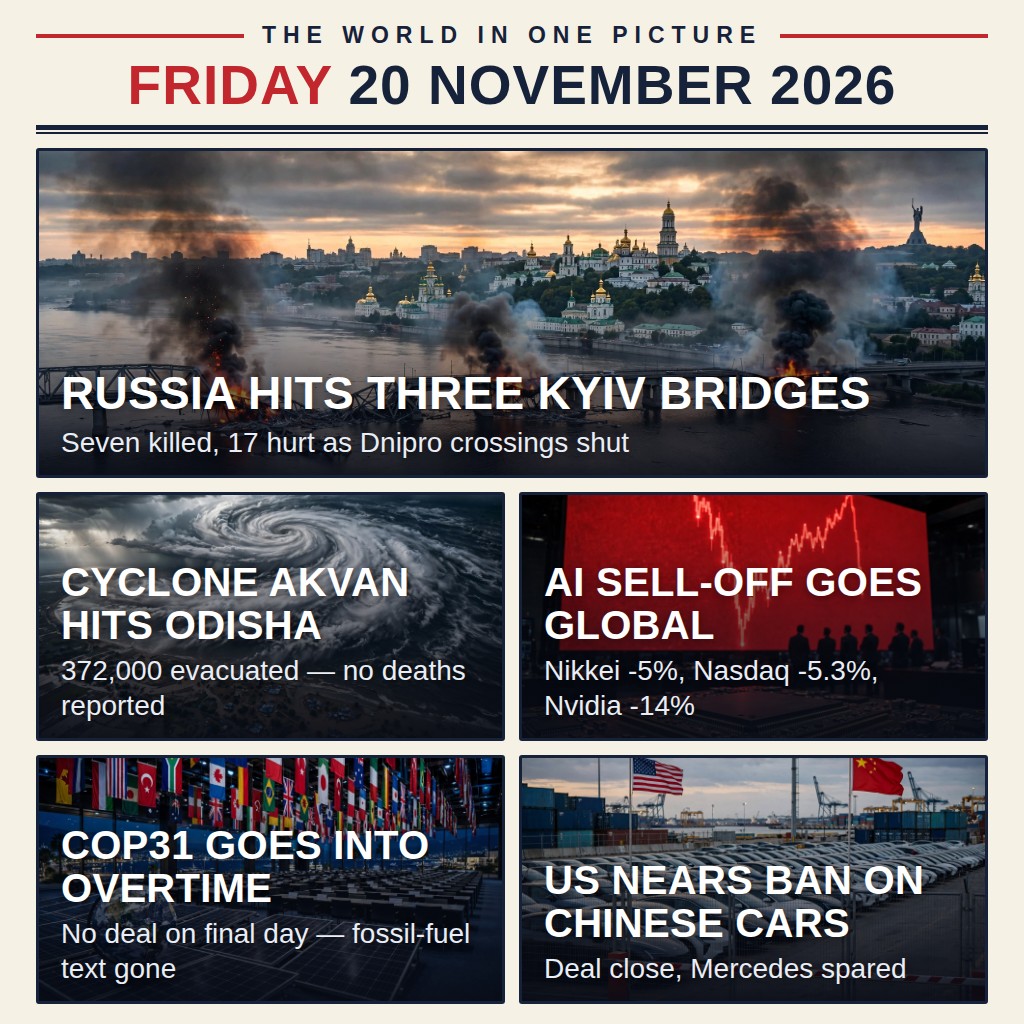 THE WORLD IN ONE PICTURE
FRIDAY 20 NOVEMBER 2026
RUSSIA HITS THREE KYIV BRIDGES
Seven killed, 17 hurt as Dnipro crossings shut
CYCLONE AKVAN
HITS ODISHA
372,000 evacuated — no deaths
reported
AI SELL-OFF GOES
GLOBAL
Nikkei -5%, Nasdaq -5.3%,
Nvidia -14%
COP31 GOES INTO
OVERTIME
No deal on final day — fossil-fuel
text gone
US NEARS BAN ON
CHINESE CARS
Deal close, Mercedes spared